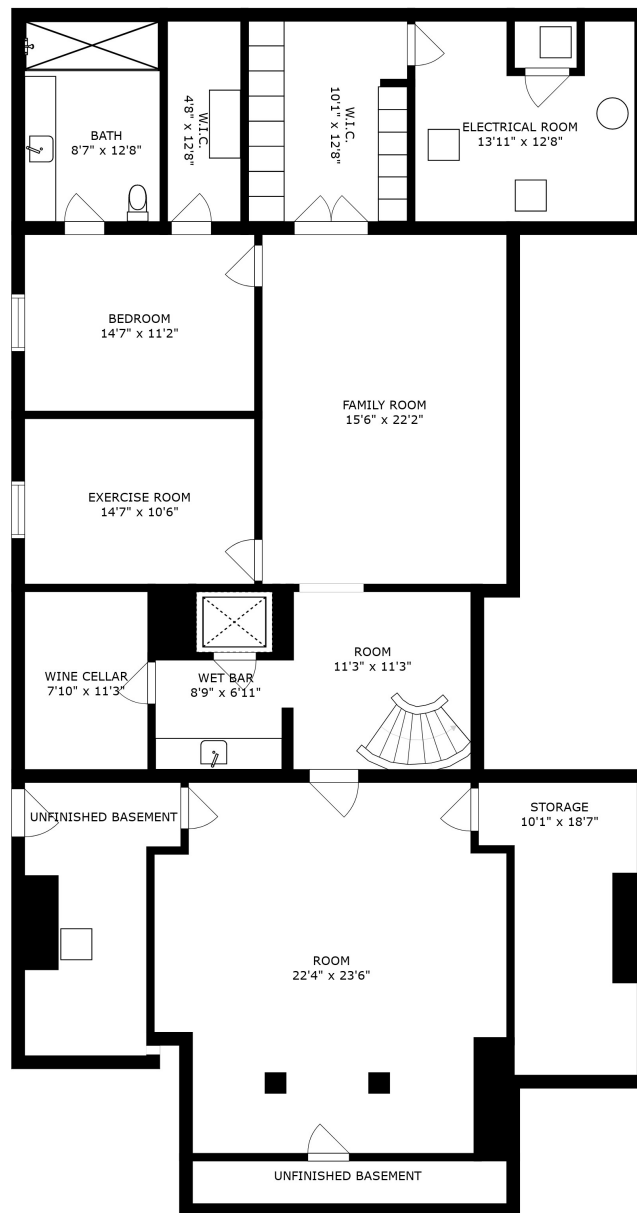 BATH
8'7" x 12'8"
W.I.C.
4'8" x 12'8"
W.I.C.
10'1" x 12'8"
ELECTRICAL ROOM
13'11" x 12'8"
BEDROOM
14'7" x 11'2"
FAMILY ROOM
15'6" x 22'2"
EXERCISE ROOM
14'7" x 10'6"
WINE CELLAR
7'10" x 11'3"
WET BAR
8'9" x 6'11"
ROOM
11'3" x 11'3"
UNFINISHED BASEMENT
STORAGE
10'1" x 18'7"
ROOM
22'4" x 23'6"
UNFINISHED BASEMENT